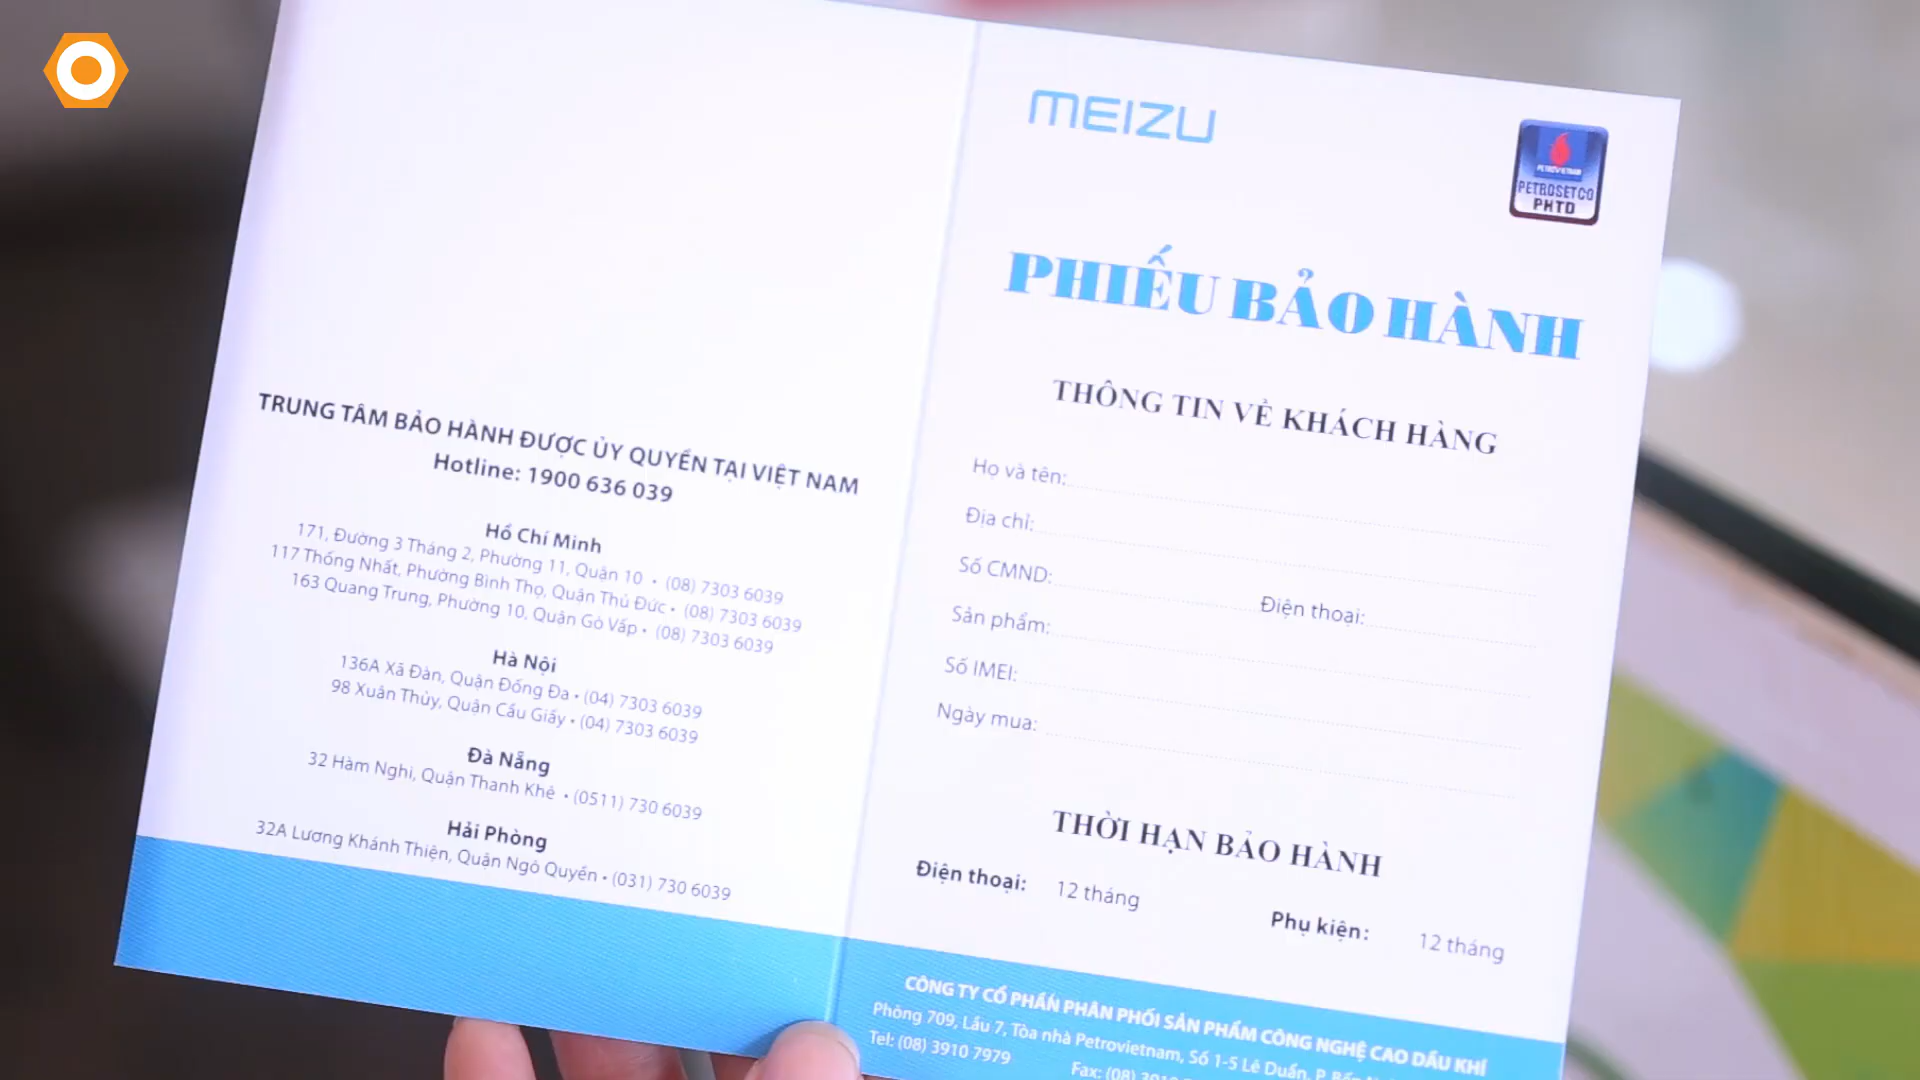 TRUNG TÂM BẢO HÀNH ĐƯỢC ỦY QUYỀN TẠI VIỆT NAM
Hotline: 1900 636 039
Hồ Chí Minh
171, Đường 3 Tháng 2, Phường 11, Quận 10 • (08) 7303 6039
117 Thống Nhất, Phường Bình Thọ, Quận Thủ Đức • (08) 7303 6039
163 Quang Trung, Phường 10, Quận Gò Vấp • (08) 7303 6039
Hà Nội
136A Xã Đàn, Quận Đống Đa • (04) 7303 6039
98 Xuân Thủy, Quận Cầu Giấy • (04) 7303 6039
Đà Nẵng
32 Hàm Nghi, Quận Thanh Khê • (0511) 730 6039
Hải Phòng
32A Lương Khánh Thiện, Quận Ngô Quyền • (031) 730 6039
MEIZU
PETROVIETNAM
PETROSETCO
PHTD
PHIẾU BẢO HÀNH
THÔNG TIN VỀ KHÁCH HÀNG
Họ và tên:
Địa chỉ:
Số CMND: Điện thoại:
Sản phẩm:
Số IMEI:
Ngày mua:
THỜI HẠN BẢO HÀNH
Điện thoại: 12 tháng Phụ kiện: 12 tháng
CÔNG TY CỔ PHẦN PHÂN PHỐI SẢN PHẨM CÔNG NGHỆ CAO DẦU KHÍ
Phòng 709, Lầu 7, Tòa nhà Petrovietnam, Số 1-5 Lê Duẩn, P.
Tel: (08) 3910 7979 Fax: (08)